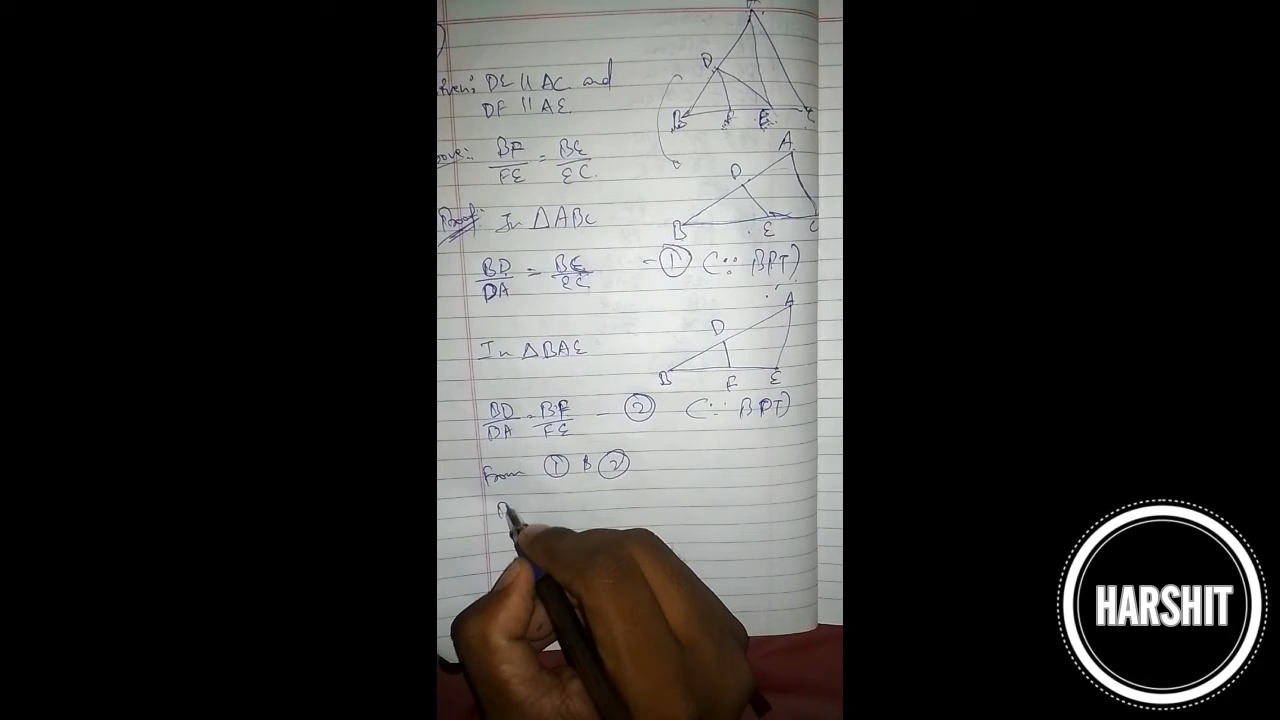 A
D
B F E C
Given: DE || AC and
DF || AE
Prove:- BF/FE = BE/EC
A
D
B E C
Proof: In △ABC
BD/DA = BE/EC - ① (∵ BPT)
A
D
B F E
In △BAE
BD/DA = BF/FE - ② (∵ BPT)
from ① & ②
HARSHIT